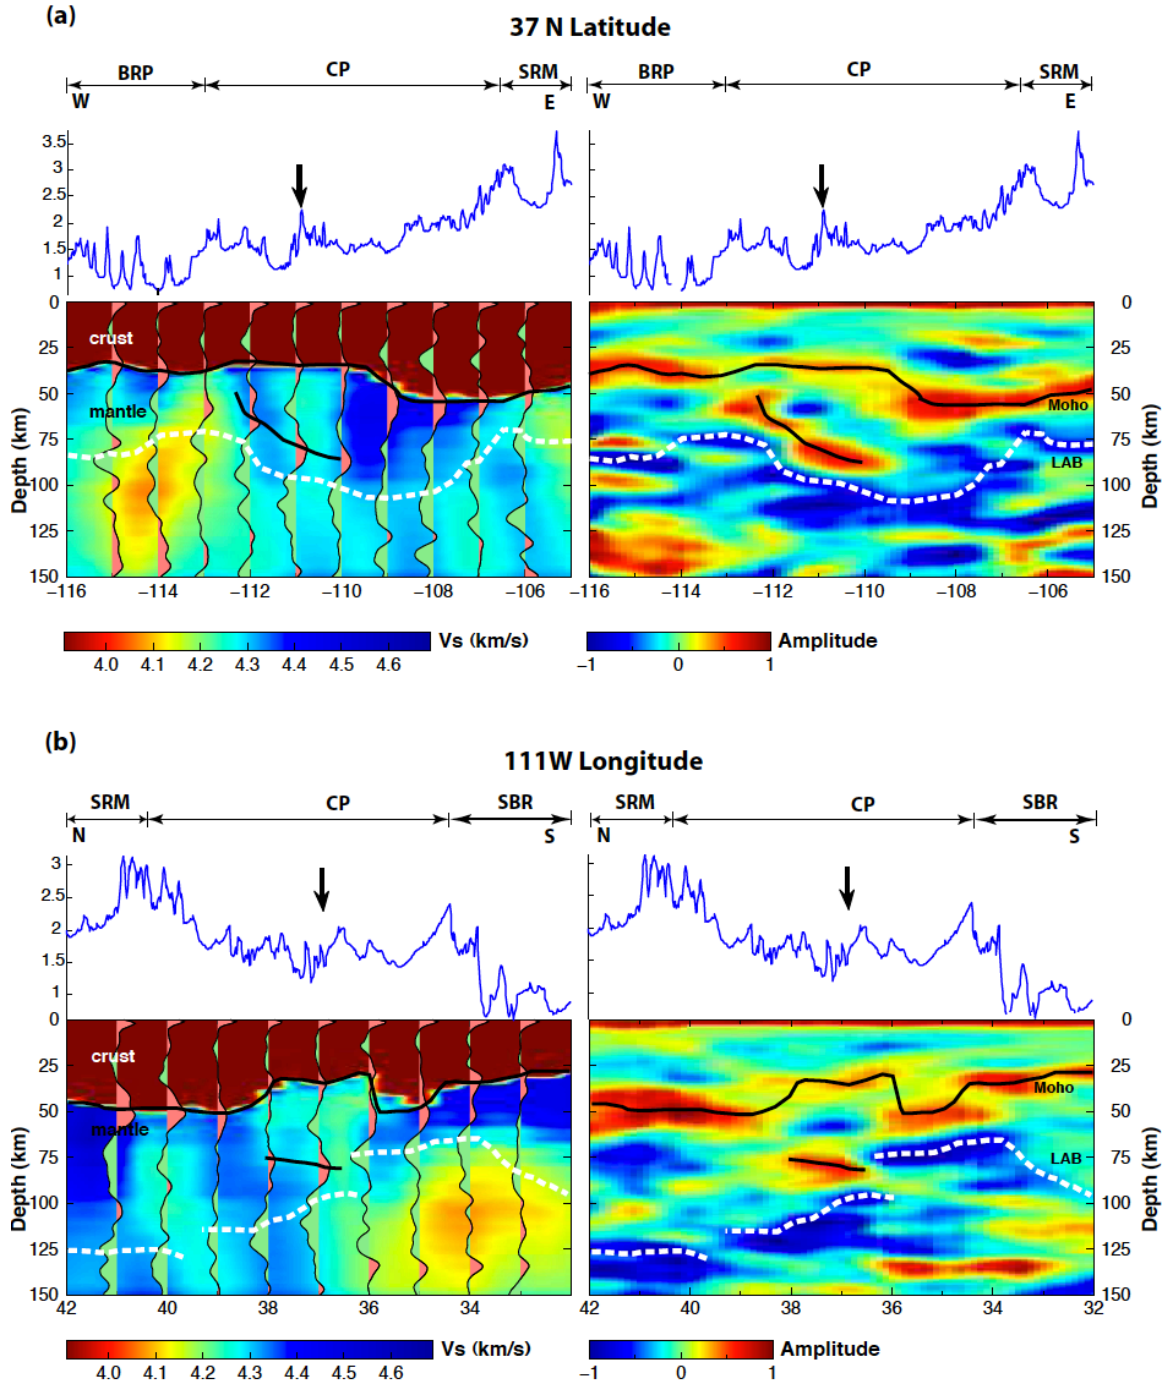 (a)
37 N Latitude
BRP CP SRM BRP CP SRM
W E W E
3.5
3
2.5
2
1.5
1
0 0
crust
25 25
50 mantle Moho 50
75 LAB 75
100 100
125 125
150 150
Depth (km) Depth (km)
−116 −114 −112 −110 −108 −106 −116 −114 −112 −110 −108 −106
Vs (km/s) Amplitude
4.0 4.1 4.2 4.3 4.4 4.5 4.6 −1 0 1
(b)
111W Longitude
SRM CP SBR SRM CP SBR
N S N S
3
2.5
2
1.5
1
0 0
crust
25 25
Moho
50 50
mantle
75 LAB 75
100 100
125 125
150 150
Depth (km) Depth (km)
42 40 38 36 34 42 40 38 36 34 32
Vs (km/s) Amplitude
4.0 4.1 4.2 4.3 4.4 4.5 4.6 −1 0 1